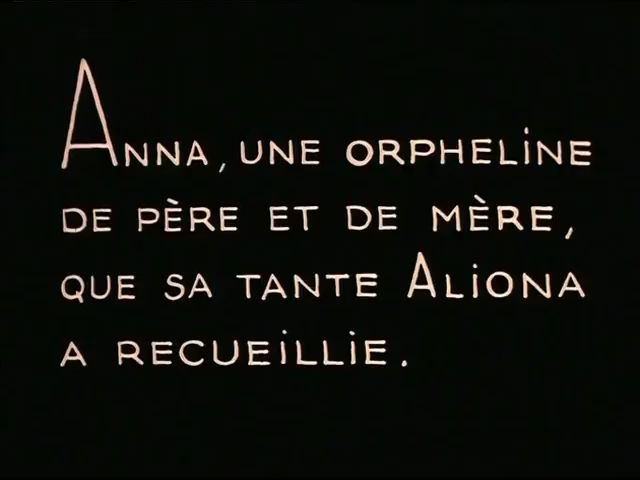 Anna, une orpheline
de père et de mère,
que sa tante Aliona
a recueillie.